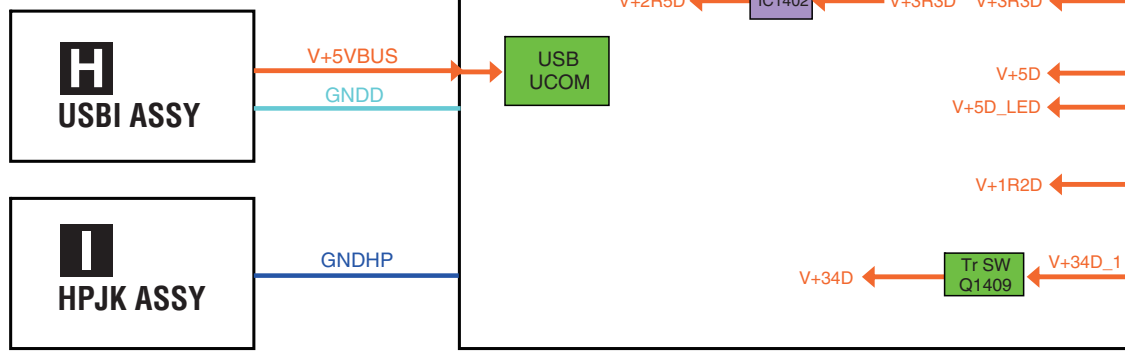 V+2R5D
IC1402
V+3R3D
V+3R3D
H
USBI ASSY
V+5VBUS
GNDD
USB
UCOM
V+5D
V+5D_LED
V+1R2D
I
HPJK ASSY
GNDHP
V+34D
Tr SW
Q1409
V+34D_1